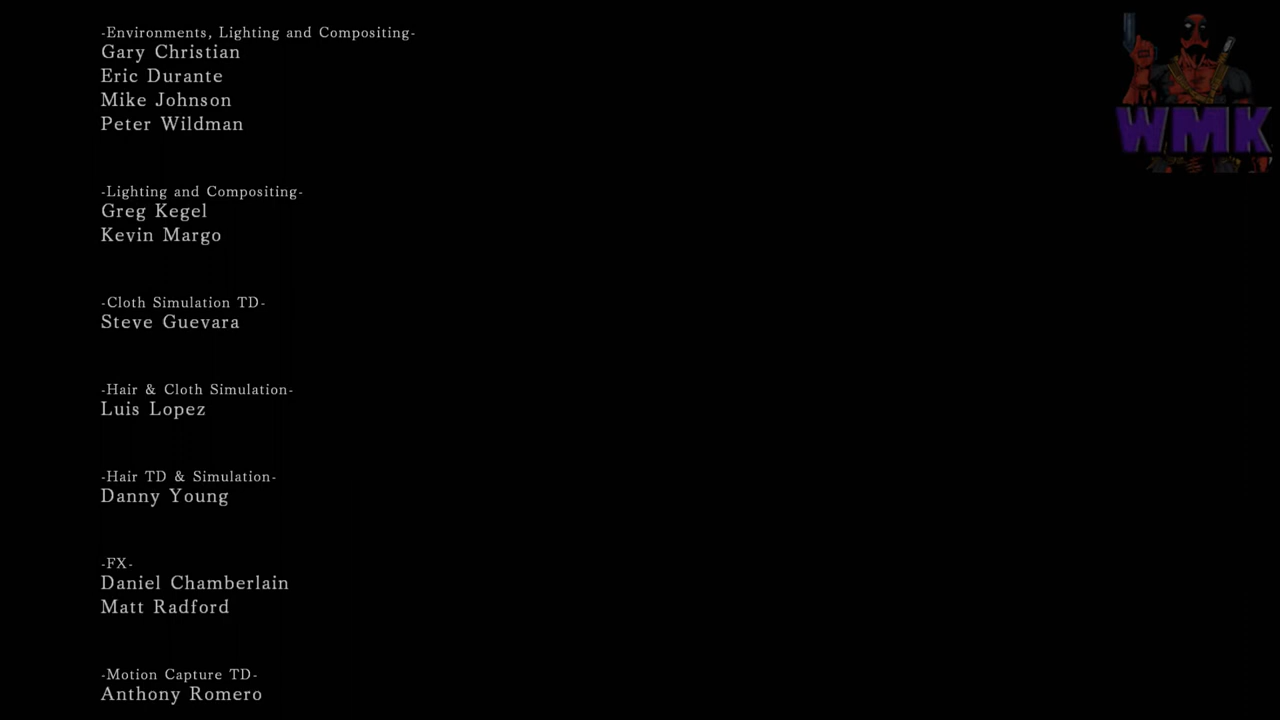 -Environments, Lighting and Compositing-
Gary Christian
Eric Durante
Mike Johnson
Peter Wildman
-Lighting and Compositing-
Greg Kegel
Kevin Margo
-Cloth Simulation TD-
Steve Guevara
-Hair & Cloth Simulation-
Luis Lopez
-Hair TD & Simulation-
Danny Young
-FX-
Daniel Chamberlain
Matt Radford
-Motion Capture TD-
Anthony Romero
WMK